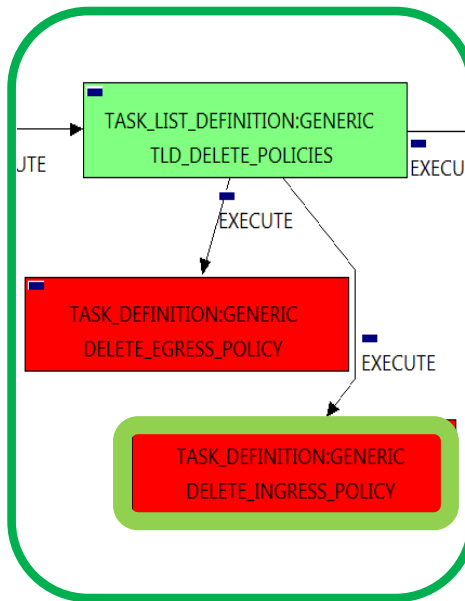 TASK_LIST_DEFINITION:GENERIC
TLD_DELETE_POLICIES
UTE
EXECU
EXECUTE
TASK_DEFINITION:GENERIC
DELETE_EGRESS_POLICY
EXECUTE
TASK_DEFINITION:GENERIC
DELETE_INGRESS_POLICY